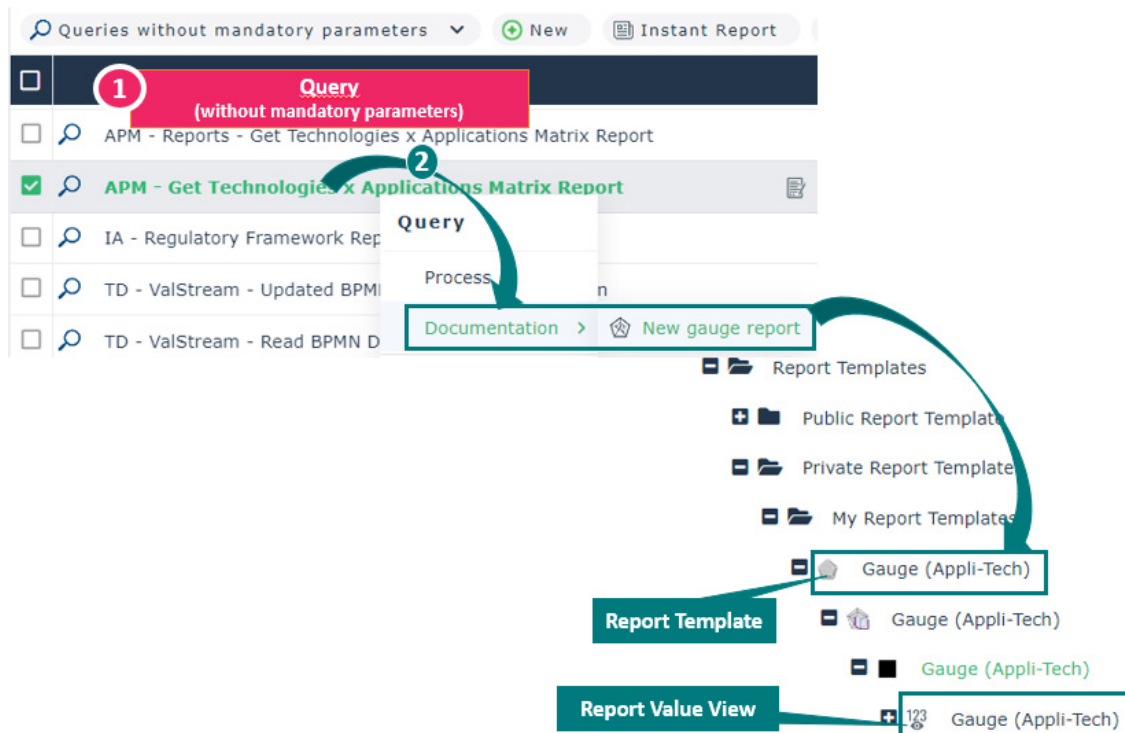 Queries without mandatory parameters
New
Instant Report
1
Query
(without mandatory parameters)
APM - Reports - Get Technologies x Applications Matrix Report
2
APM - Get Technologies x Applications Matrix Report
Query
IA - Regulatory Framework Rep
Process
TD - ValStream - Updated BPM
n
Documentation > New gauge report
TD - ValStream - Read BPMN D
Report Templates
Public Report Template
Private Report Template
My Report Templates
Gauge (Appli-Tech)
Report Template
Gauge (Appli-Tech)
Gauge (Appli-Tech)
Report Value View
123
Gauge (Appli-Tech)